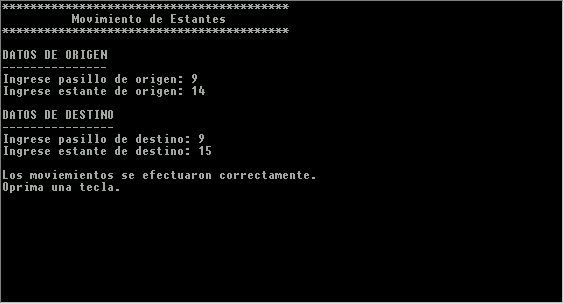 *****************************************
Movimiento de Estantes
*****************************************
DATOS DE ORIGEN
---------------
Ingrese pasillo de origen: 9
Ingrese estante de origen: 14
DATOS DE DESTINO
----------------
Ingrese pasillo de destino: 9
Ingrese estante de destino: 15
Los moviemientos se efectuaron correctamente.
Oprima una tecla.